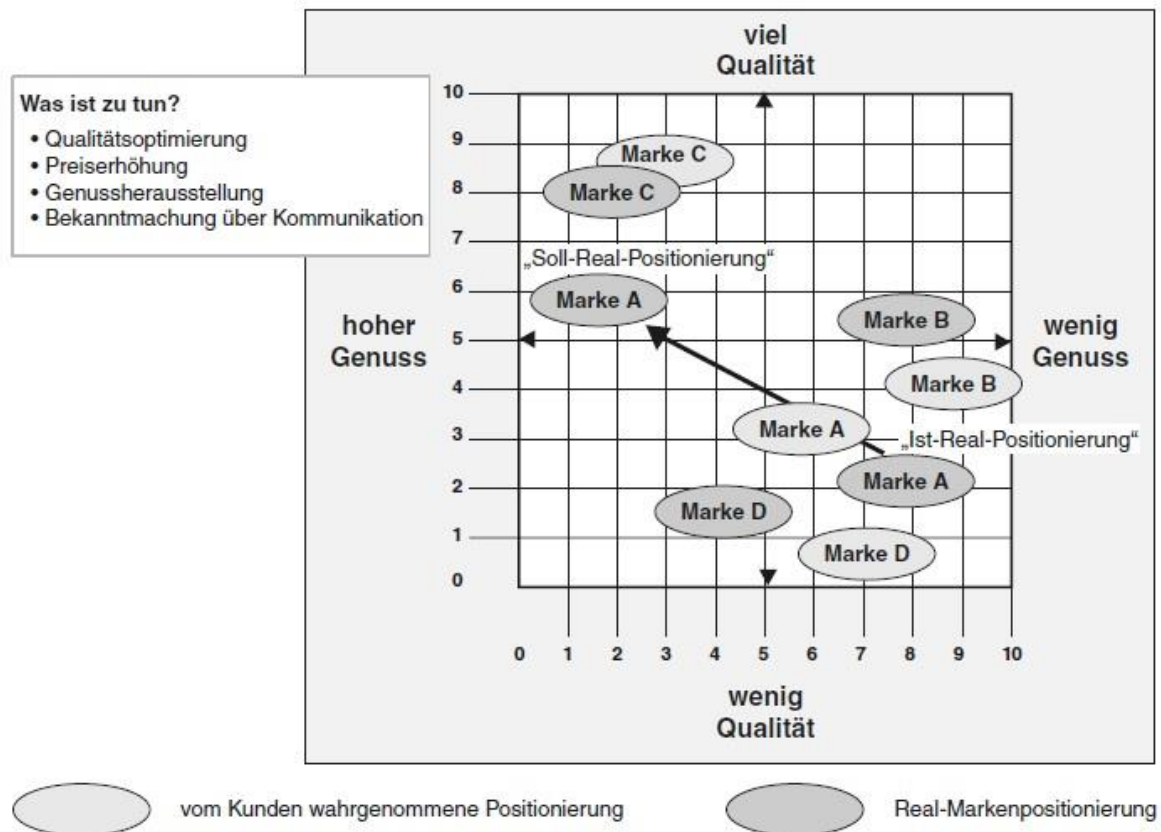 viel
Qualität
Was ist zu tun?
• Qualitätsoptimierung
• Preiserhöhung
• Genussherausstellung
• Bekanntmachung über Kommunikation
10
9
8
7
6
5
4
3
2
1
0
Marke C
Marke C
„Soll-Real-Positionierung“
Marke A
Marke B
hoher
Genuss
wenig
Genuss
Marke B
Marke A
„Ist-Real-Positionierung“
Marke A
Marke D
Marke D
0 1 2 3 4 5 6 7 8 9 10
wenig
Qualität
vom Kunden wahrgenommene Positionierung
Real-Markenpositionierung